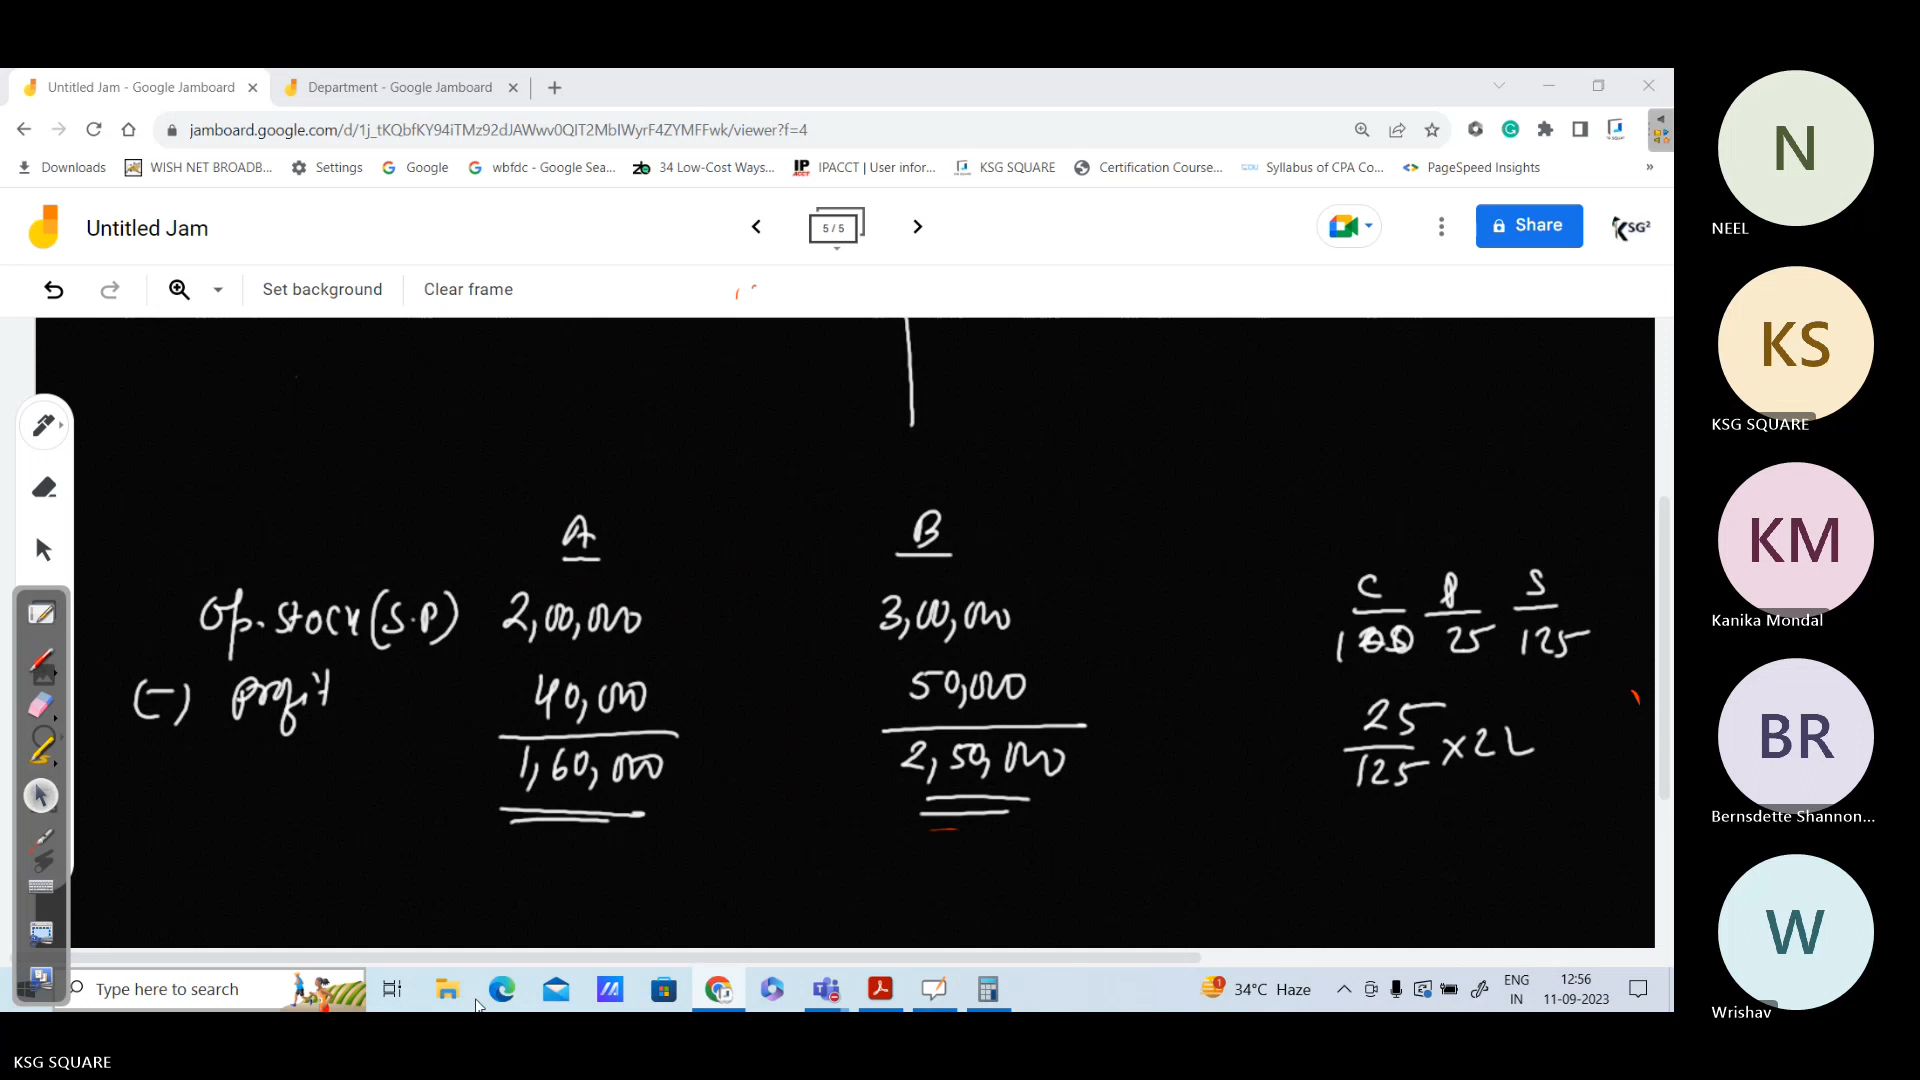 Untitled Jam - Google Jamboard
Department - Google Jamboard
jamboard.google.com/d/1j_tKQbfKY94iTMz92dJAWwv0QIT2MbIWyrF4ZYMFFwk/viewer?f=4
Downloads WISH NET BROADB... Settings Google wbfdc - Google Sea... 34 Low-Cost Ways... IPACCT | User infor... KSG SQUARE Certification Course... Syllabus of CPA Co... PageSpeed Insights »
Untitled Jam
5 / 5
Share
KSG²
Set background Clear frame
A B
Op. Stock (S.P) 2,00,000 3,00,000
(-) Profit 40,000 50,000
1,60,000 2,50,000
C P S
100 25 125
25
125 × 2L
Type here to search
34°C Haze
ENG
IN
12:56
11-09-2023
N
NEEL
KS
KSG SQUARE
KM
Kanika Mondal
BR
Bernsdette Shannon...
W
Wrishav
KSG SQUARE